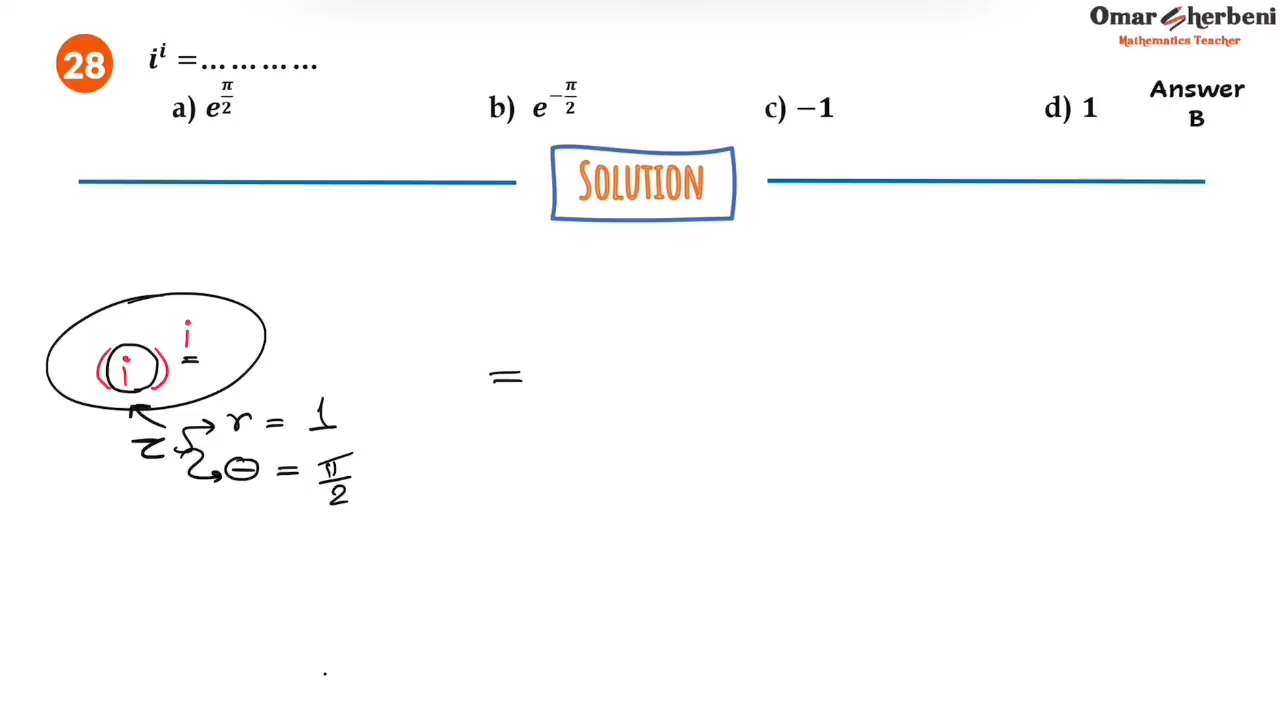 Omar Sherbeni
Mathematics Teacher
28 i^i = … … … …
a) e^{π/2} b) e^{-π/2} c) −1 d) 1
Answer
B
SOLUTION
(i)^i = =
z r = 1
θ = π/2